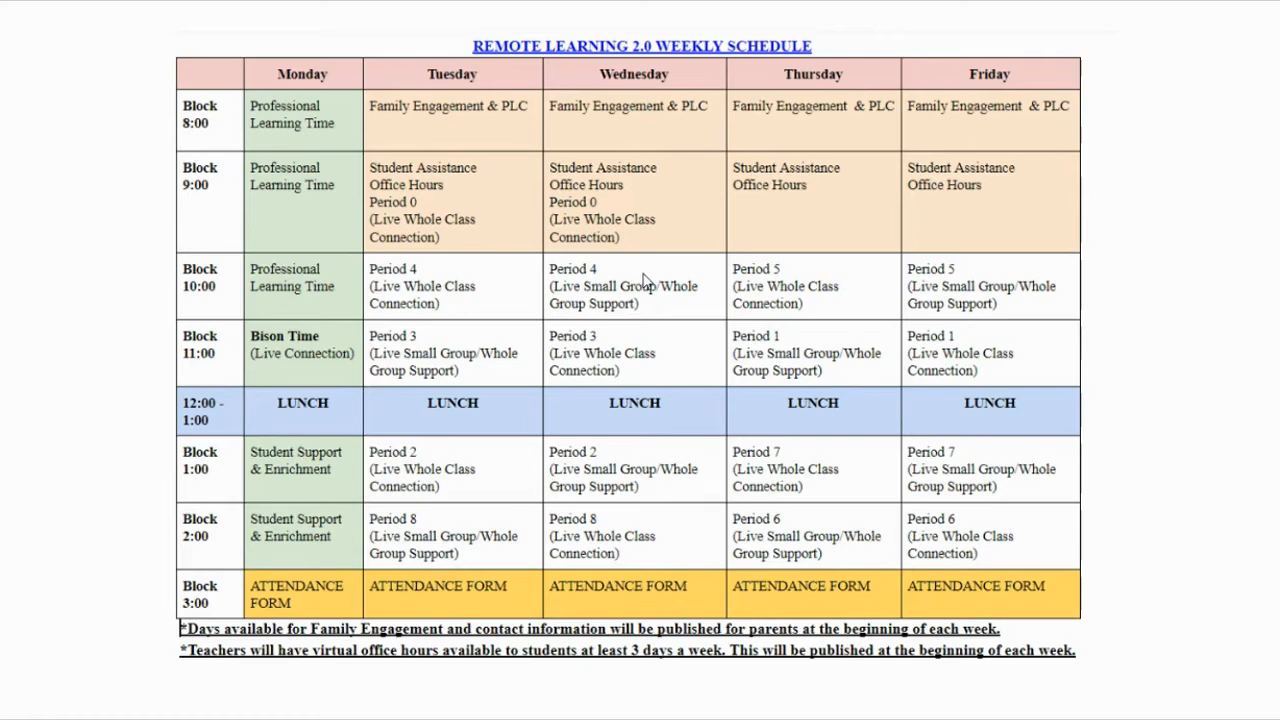 REMOTE LEARNING 2.0 WEEKLY SCHEDULE
Monday Tuesday Wednesday Thursday Friday
Block 8:00
Professional Learning Time
Family Engagement & PLC
Family Engagement & PLC
Family Engagement & PLC
Family Engagement & PLC
Block 9:00
Professional Learning Time
Student Assistance
Office Hours
Period 0
(Live Whole Class
Connection)
Student Assistance
Office Hours
Period 0
(Live Whole Class
Connection)
Student Assistance
Office Hours
Student Assistance
Office Hours
Block 10:00
Professional Learning Time
Period 4
(Live Whole Class
Connection)
Period 4
(Live Small Group/Whole
Group Support)
Period 5
(Live Whole Class
Connection)
Period 5
(Live Small Group/Whole
Group Support)
Block 11:00
Bison Time
(Live Connection)
Period 3
(Live Small Group/Whole
Group Support)
Period 3
(Live Whole Class
Connection)
Period 1
(Live Small Group/Whole
Group Support)
Period 1
(Live Whole Class
Connection)
12:00 - 1:00
LUNCH
LUNCH
LUNCH
LUNCH
LUNCH
Block 1:00
Student Support
& Enrichment
Period 2
(Live Whole Class
Connection)
Period 2
(Live Small Group/Whole
Group Support)
Period 7
(Live Whole Class
Connection)
Period 7
(Live Small Group/Whole
Group Support)
Block 2:00
Student Support
& Enrichment
Period 8
(Live Small Group/Whole
Group Support)
Period 8
(Live Whole Class
Connection)
Period 6
(Live Small Group/Whole
Group Support)
Period 6
(Live Whole Class
Connection)
Block 3:00
ATTENDANCE
FORM
ATTENDANCE FORM
ATTENDANCE FORM
ATTENDANCE FORM
ATTENDANCE FORM
*Days available for Family Engagement and contact information will be published for parents at the beginning of each week.
*Teachers will have virtual office hours available to students at least 3 days a week. This will be published at the beginning of each week.